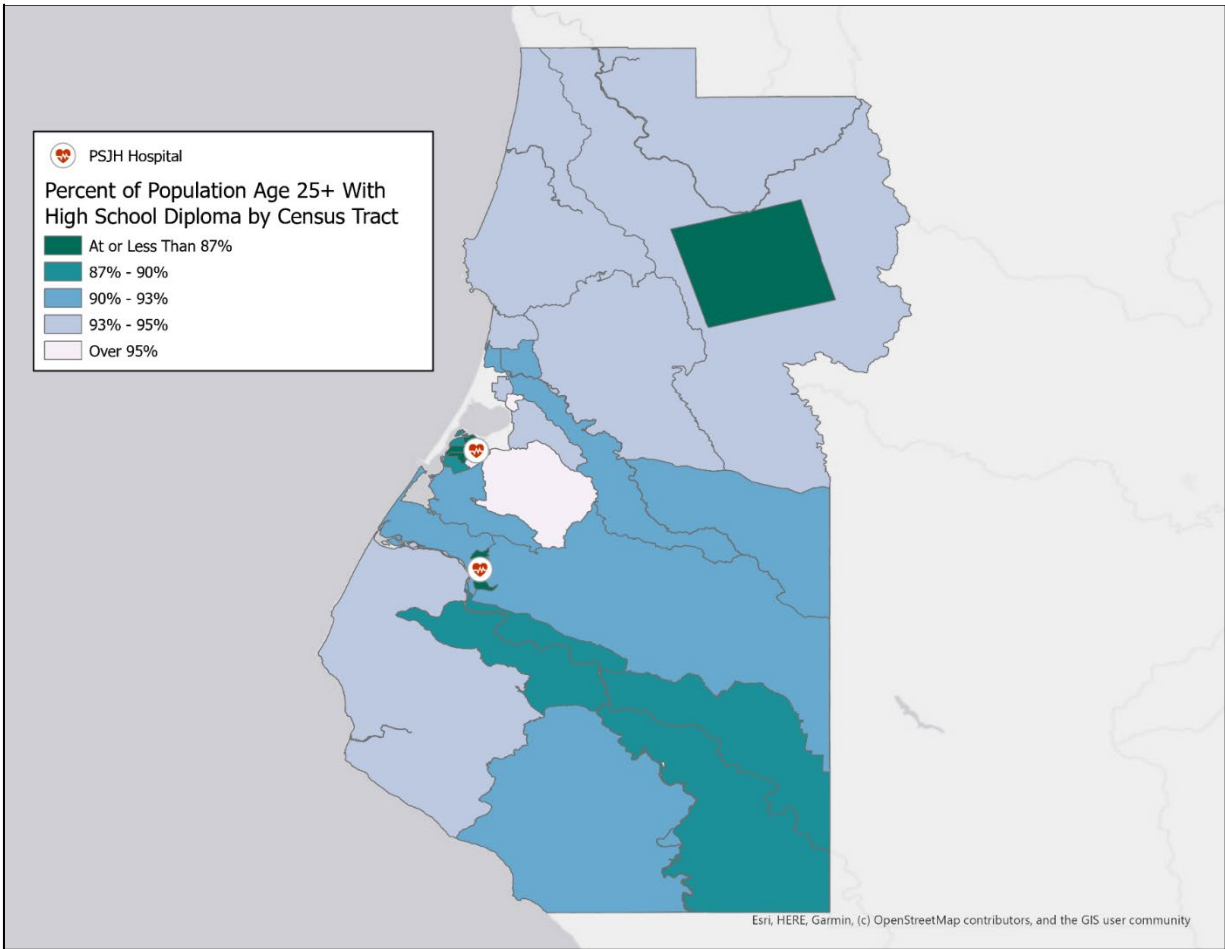 PSJH Hospital
Percent of Population Age 25+ With
High School Diploma by Census Tract
At or Less Than 87%
87% - 90%
90% - 93%
93% - 95%
Over 95%
Esri, HERE, Garmin, (c) OpenStreetMap contributors, and the GIS user community